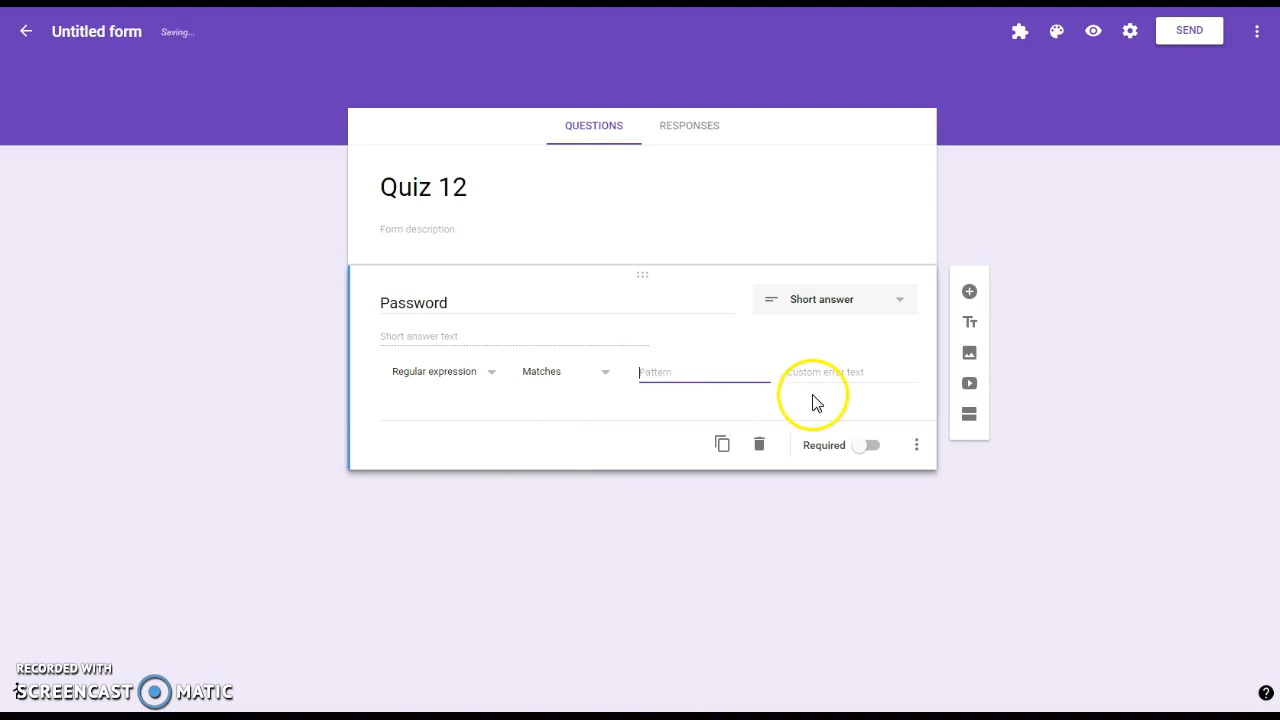 Untitled form Saving... SEND
QUESTIONS RESPONSES
Quiz 12
Form description
Password Short answer
Short answer text
Regular expression Matches Pattern Custom error text
Required
RECORDED WITH
SCREENCAST MATIC